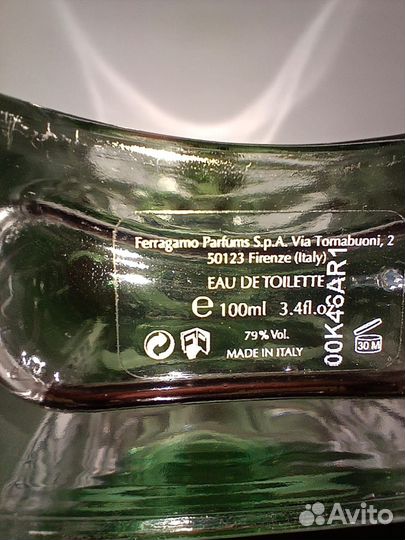 Ferragamo Parfums S.p.A. Via Tornabuoni, 2
50123 Firenze (Italy)
EAU DE TOILETTE
e 100ml 3.4fl.oz
79% Vol.
MADE IN ITALY
30 M
00K46AR1
Avito